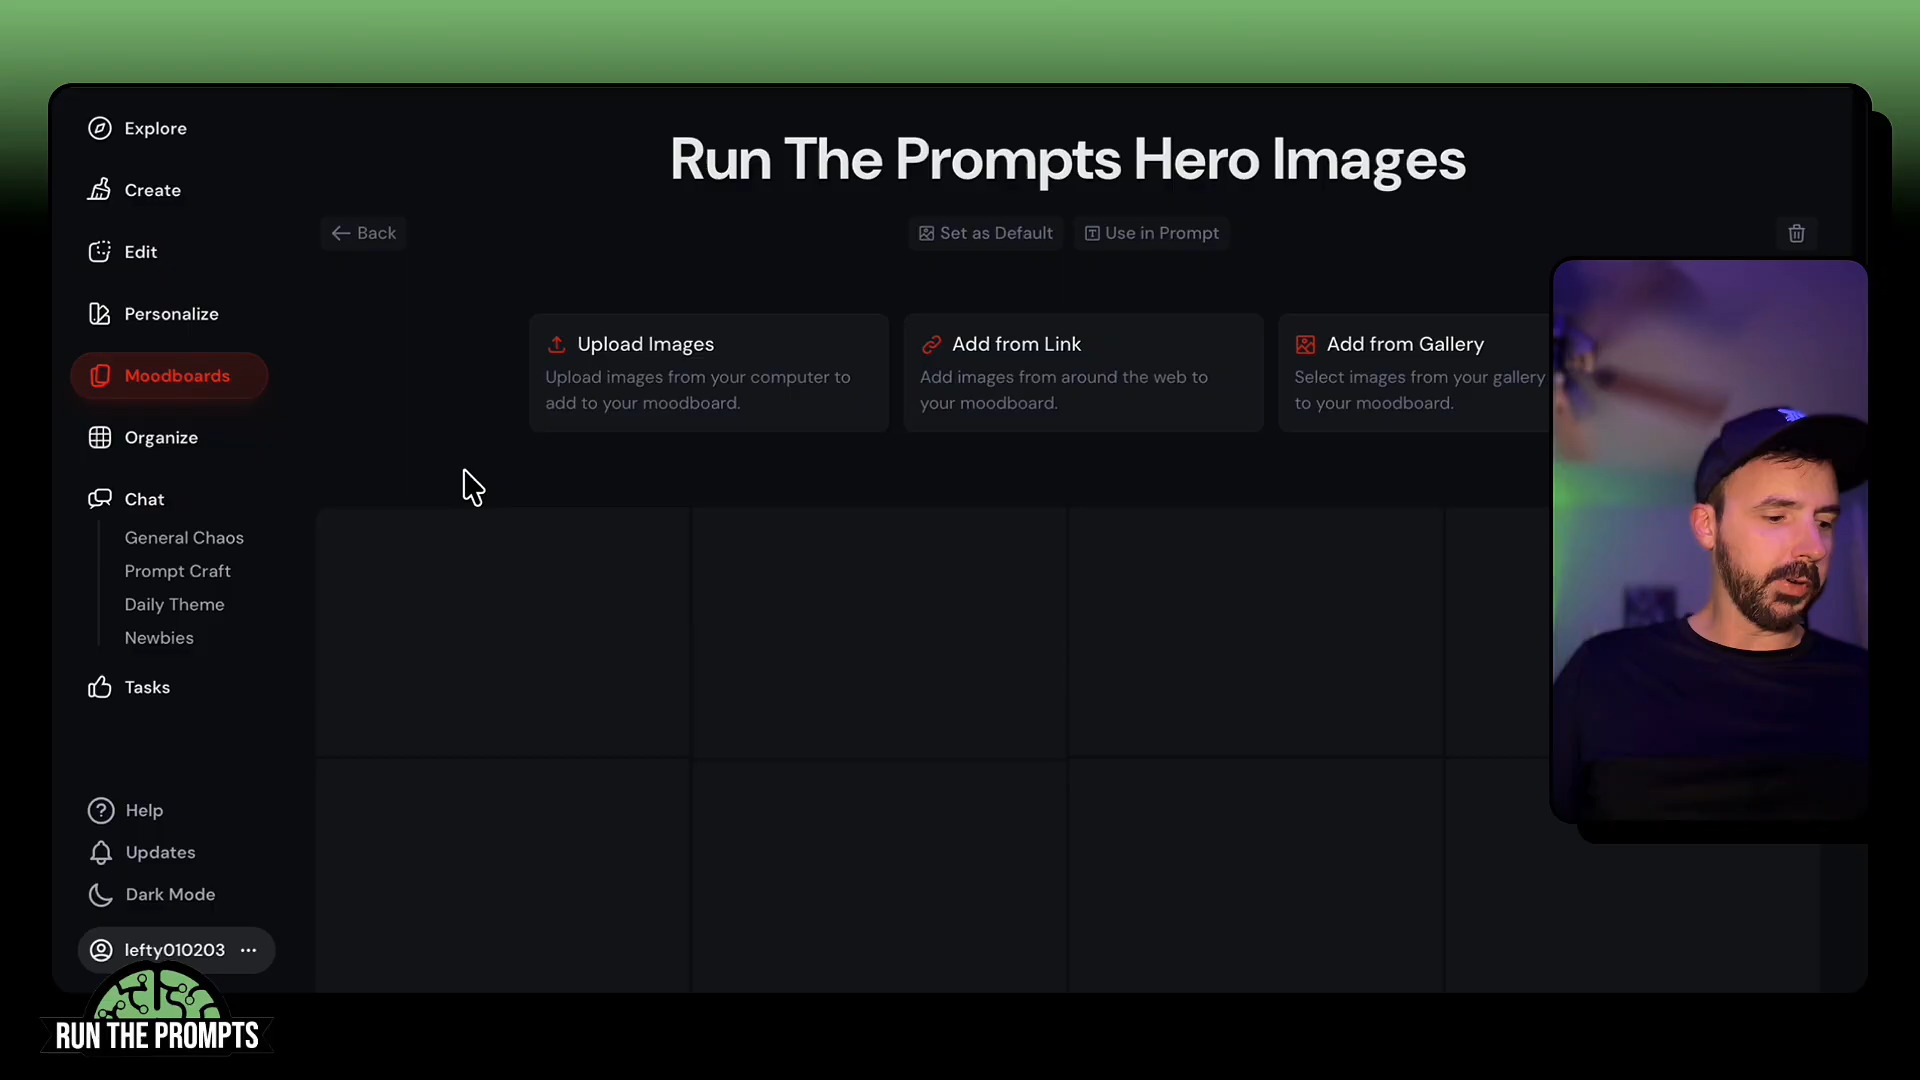 Explore
Create
Edit
Personalize
Moodboards
Organize
Chat
General Chaos
Prompt Craft
Daily Theme
Newbies
Tasks
Help
Updates
Dark Mode
lefty010203 ...
RUN THE PROMPTS
Run The Prompts Hero Images
Back
Set as Default
Use in Prompt
Upload Images
Upload images from your computer to
add to your moodboard.
Add from Link
Add images from around the web to
your moodboard.
Add from Gallery
Select images from your gallery
to your moodboard.